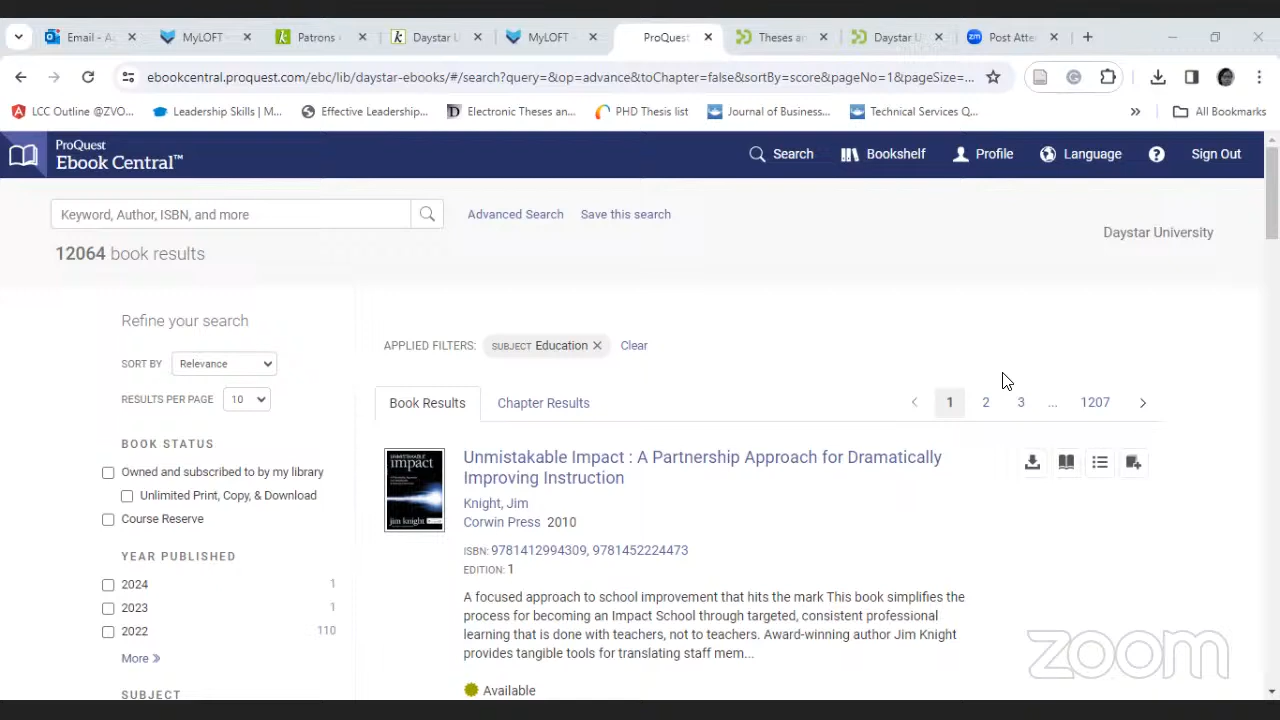 Email - A
MyLOFT
Patrons
Daystar U
MyLOFT
ProQuest
Theses an
Daystar U
zm
Post Atte
ebookcentral.proquest.com/ebc/lib/daystar-ebooks/#/search?query=&op=advance&toChapter=false&sortBy=score&pageNo=1&pageSize=...
LCC Outline @ZVO...
Leadership Skills | M...
Effective Leadership...
Electronic Theses an...
PHD Thesis list
Journal of Business...
Technical Services Q...
»
All Bookmarks
ProQuest
Ebook Central™
Search
Bookshelf
Profile
Language
Sign Out
Keyword, Author, ISBN, and more
Advanced Search
Save this search
Daystar University
12064 book results
Refine your search
SORT BY Relevance
RESULTS PER PAGE 10
BOOK STATUS
Owned and subscribed to by my library
Unlimited Print, Copy, & Download
Course Reserve
YEAR PUBLISHED
2024 1
2023 1
2022 110
More »
SUBJECT
APPLIED FILTERS: SUBJECT Education × Clear
Book Results
Chapter Results
< 1 2 3 ... 1207 >
impact
jim knight
Unmistakable Impact : A Partnership Approach for Dramatically
Improving Instruction
Knight, Jim
Corwin Press 2010
ISBN: 9781412994309, 9781452224473
EDITION: 1
A focused approach to school improvement that hits the mark This book simplifies the
process for becoming an Impact School through targeted, consistent professional
learning that is done with teachers, not to teachers. Award-winning author Jim Knight
provides tangible tools for translating staff mem...
Available
zoom